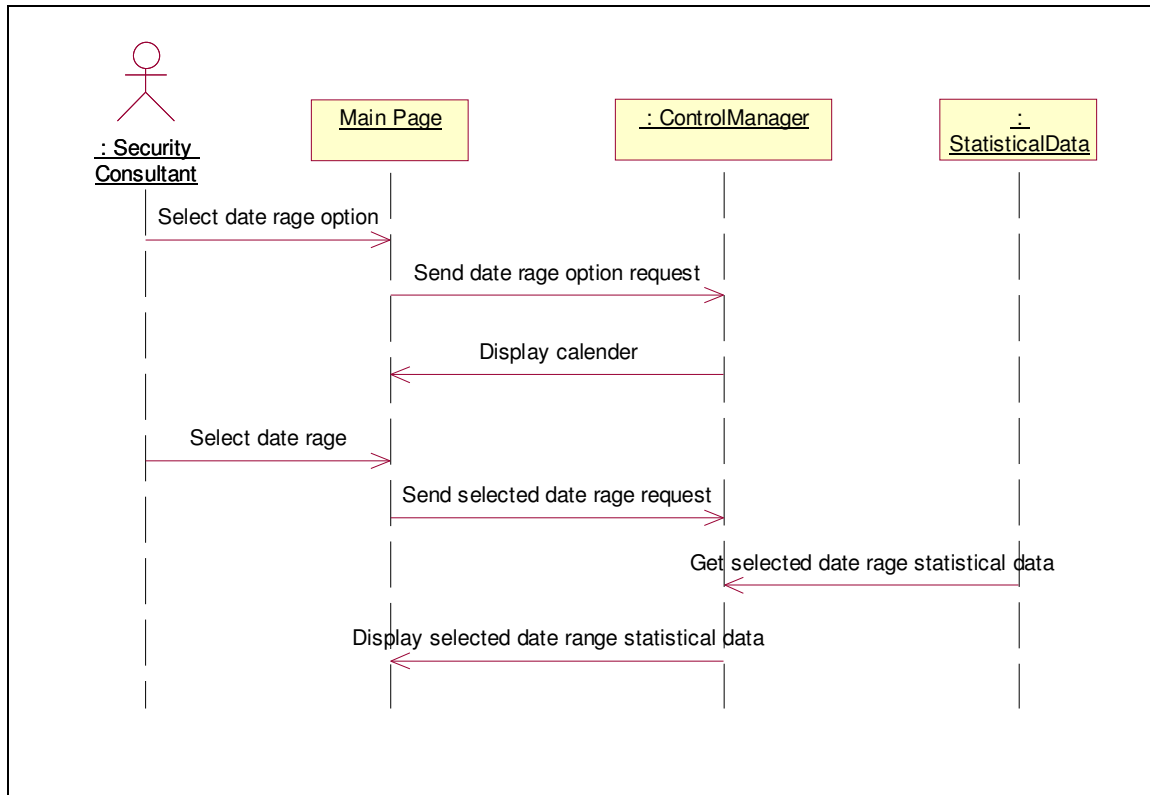 : Security
Consultant
Main Page
: ControlManager
:
StatisticalData
Select date rage option
Send date rage option request
Display calender
Select date rage
Send selected date rage request
Get selected date rage statistical data
Display selected date range statistical data